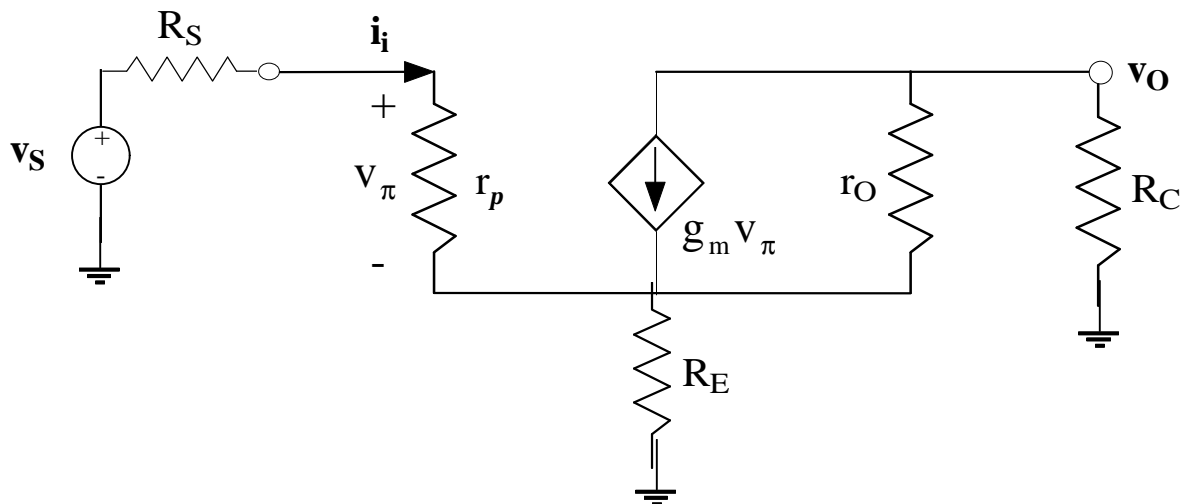 R_S
i_i
v_O
+
+
-
v_S
v_π
r_p
g_m v_π
r_O
R_C
-
R_E